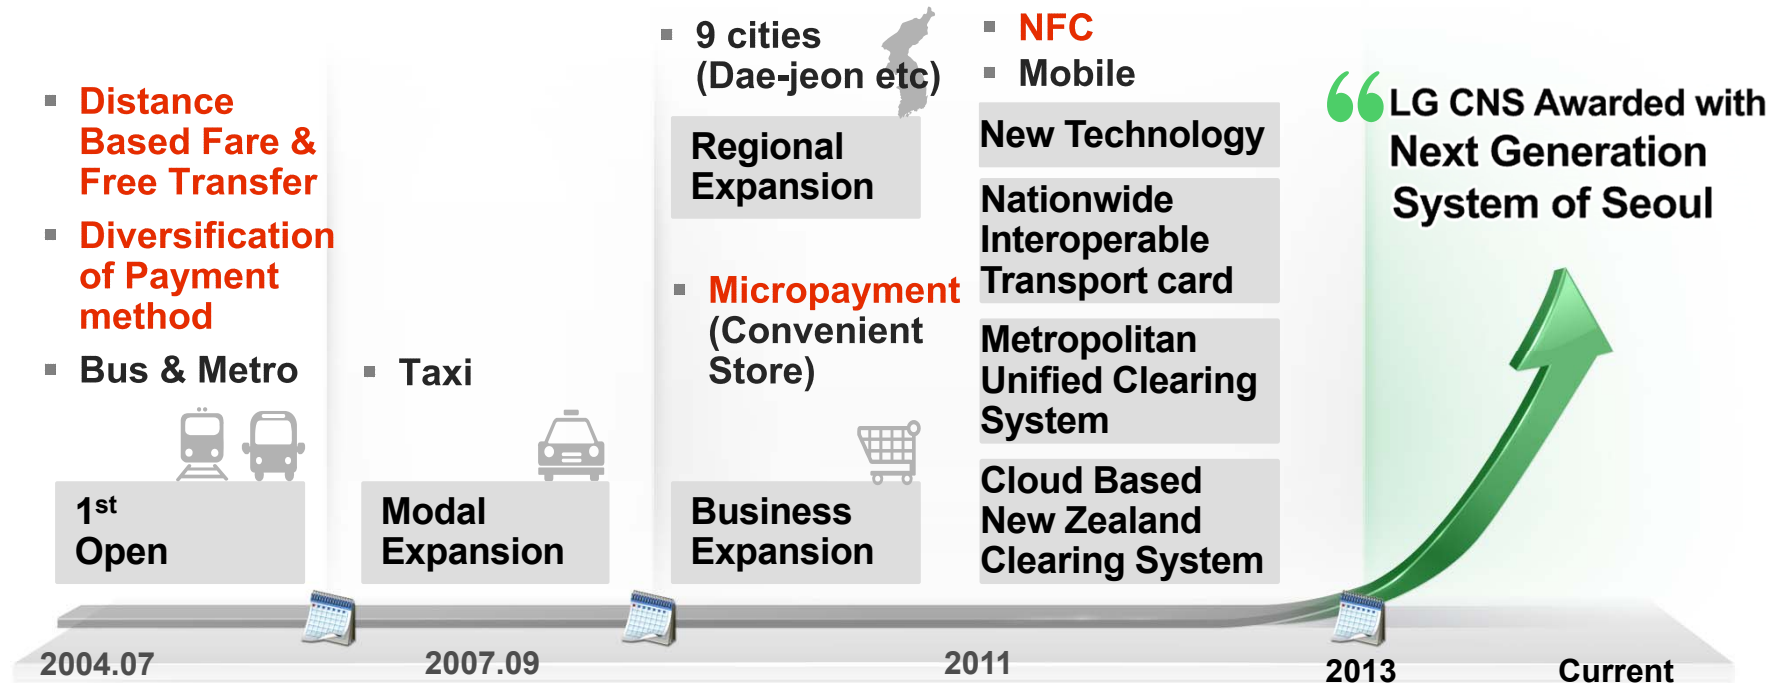 Distance
Based Fare &
Free Transfer
Diversification
of Payment
method
Bus & Metro
1st
Open
Taxi
Modal
Expansion
9 cities
(Dae-jeon etc)
Regional
Expansion
Micropayment
(Convenient
Store)
Business
Expansion
NFC
Mobile
New Technology
Nationwide
Interoperable
Transport card
Metropolitan
Unified Clearing
System
Cloud Based
New Zealand
Clearing System
“ LG CNS Awarded with
Next Generation
System of Seoul
2004.07
2007.09
2011
2013
Current